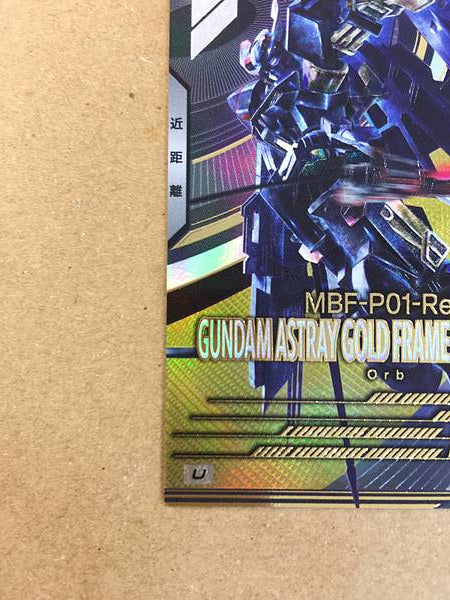 近距離
MBF-P01-Re
GUNDAM ASTRAY GOLD FRAME
Orb
U